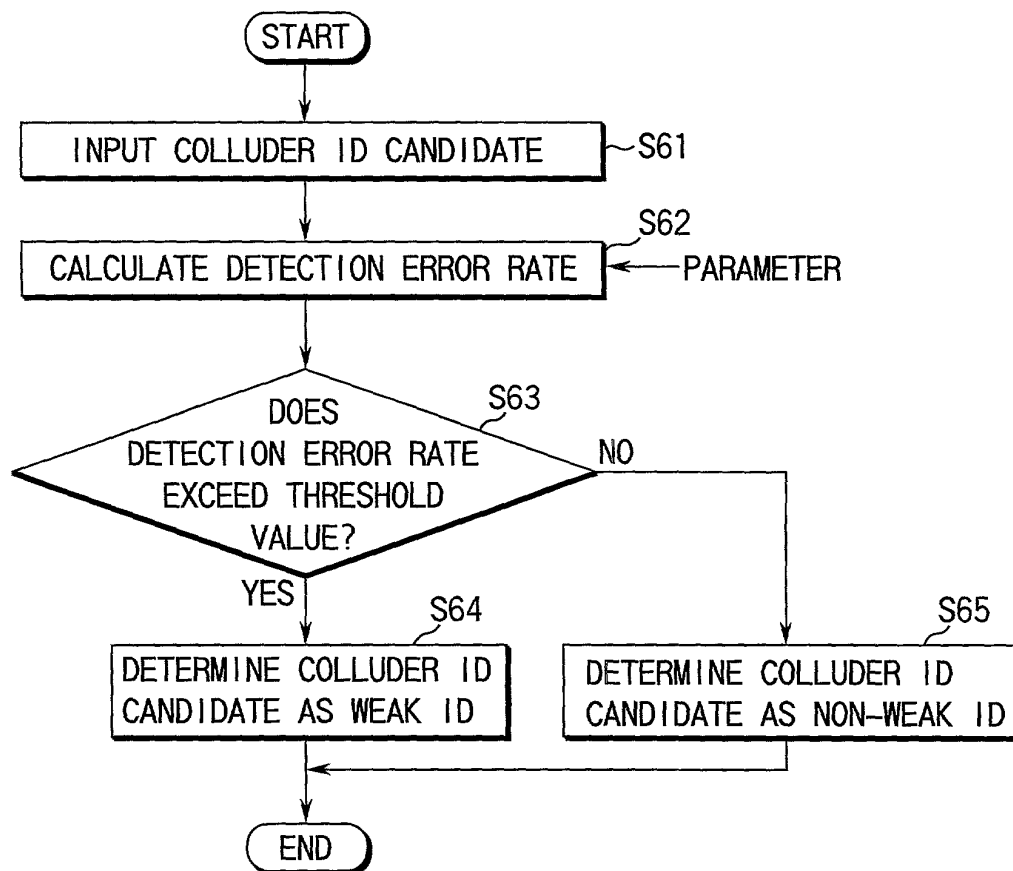 START
INPUT COLLUDER ID CANDIDATE
S61
S62
CALCULATE DETECTION ERROR RATE
PARAMETER
S63
DOES
DETECTION ERROR RATE
EXCEED THRESHOLD
VALUE?
NO
YES
S64
DETERMINE COLLUDER ID
CANDIDATE AS WEAK ID
S65
DETERMINE COLLUDER ID
CANDIDATE AS NON-WEAK ID
END